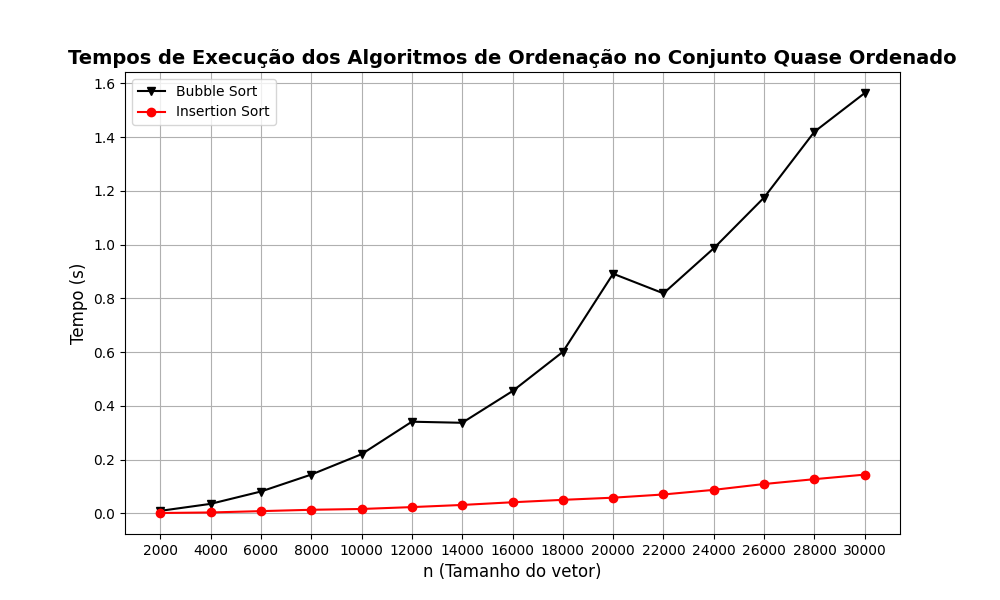 Tempos de Execução dos Algoritmos de Ordenação no Conjunto Quase Ordenado
Bubble Sort
Insertion Sort
1.6
1.4
1.2
1.0
0.8
0.6
0.4
0.2
0.0
Tempo (s)
2000 4000 6000 8000 10000 12000 14000 16000 18000 20000 22000 24000 26000 28000 30000
n (Tamanho do vetor)